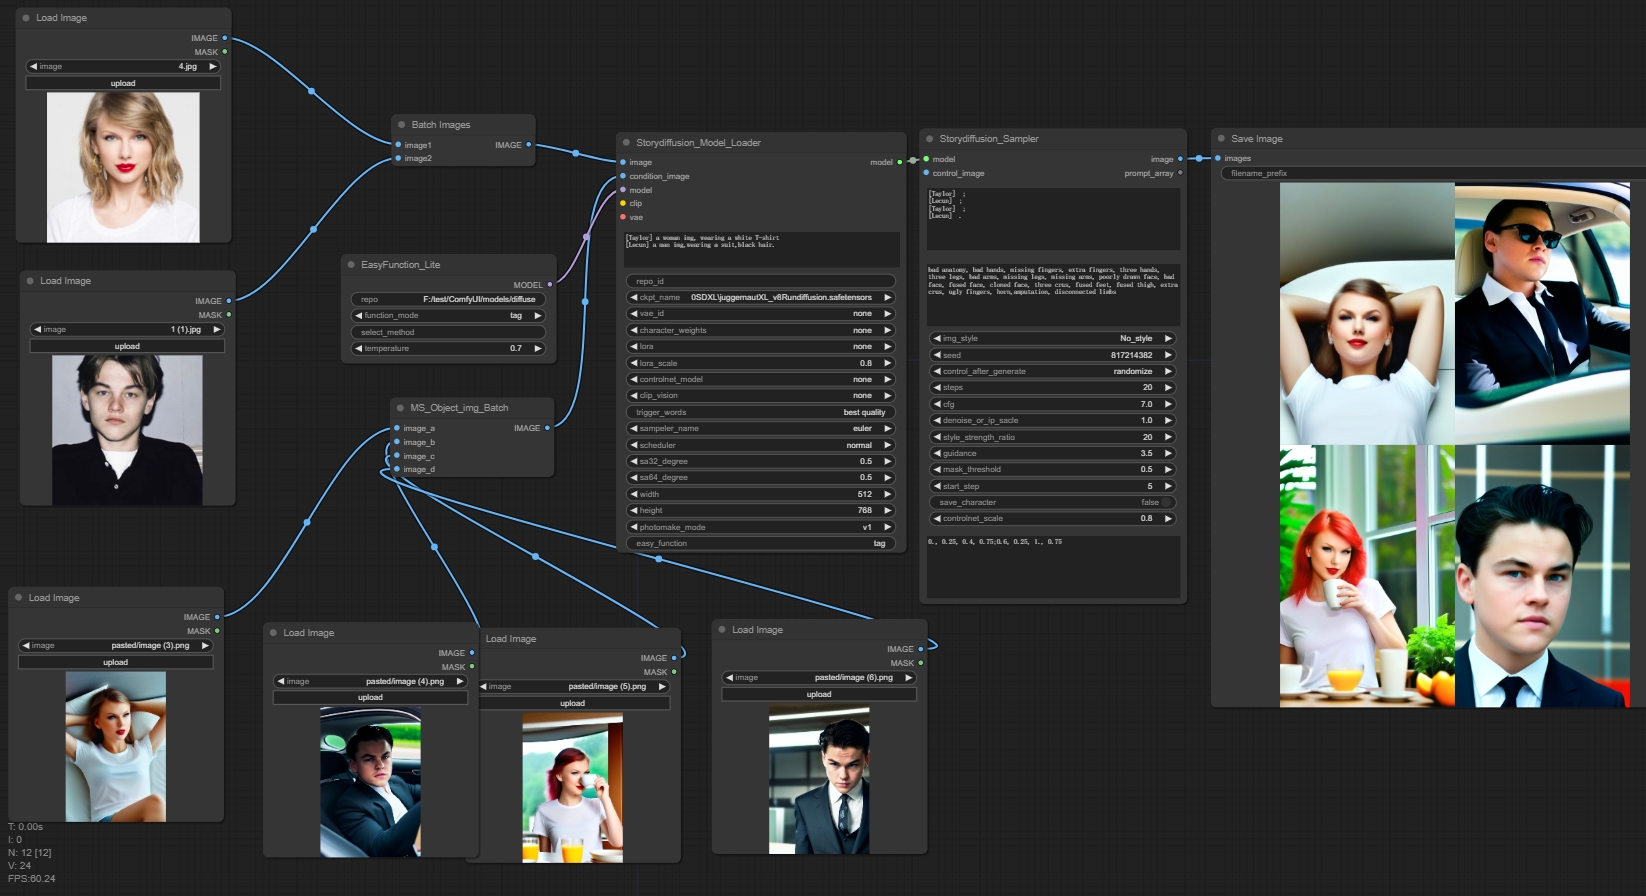 Load Image
IMAGE
MASK
image 4.jpg
upload
Load Image
IMAGE
MASK
image 1 (1).jpg
upload
Batch Images
image1 IMAGE
image2
EasyFunction_Lite
MODEL
repo F:/test/ComfyUI/models/diffuse
function_mode tag
select_method
temperature 0.7
MS_Object_img_Batch
image_a IMAGE
image_b
image_c
image_d
Storydiffusion_Model_Loader
image model
condition_image
model
clip
vae
[Taylor] a woman img, wearing a white T-shirt
[Lecun] a man img,wearing a suit,black hair.
repo_id
ckpt_name 0SDXL\juggernautXL_v8Rundiffusion.safetensors
vae_id none
character_weights none
lora none
lora_scale 0.8
controlnet_model none
clip_vision none
trigger_words best quality
sampeler_name euler
scheduler normal
sa32_degree 0.5
sa64_degree 0.5
width 512
height 768
photomake_mode v1
easy_function tag
Storydiffusion_Sampler
model image
control_image prompt_array
[Taylor] ;
[Lecun] ;
[Taylor] ;
[Lecun] .
bad anatomy, bad hands, missing fingers, extra fingers, three hands,
three legs, bad arms, missing legs, missing arms, poorly drawn face, bad
face, fused face, cloned face, three crus, fused feet, fused thigh, extra
crus, ugly fingers, horn,amputation, disconnected limbs
img_style No_style
seed 817214382
control_after_generate randomize
steps 20
cfg 7.0
denoise_or_ip_sacle 1.0
style_strength_ratio 20
guidance 3.5
mask_threshold 0.5
start_step 5
save_character false
controlnet_scale 0.8
0., 0.25, 0.4, 0.75;0.6, 0.25, 1., 0.75
Save Image
images
filename_prefix
Load Image
IMAGE
MASK
image pasted/image (3).png
upload
Load Image
IMAGE
MASK
image pasted/image (4).png
upload
Load Image
IMAGE
MASK
image pasted/image (5).png
upload
Load Image
IMAGE
MASK
image pasted/image (6).png
upload
T: 0.00s
I: 0
N: 12 [12]
V: 24
FPS:60.24